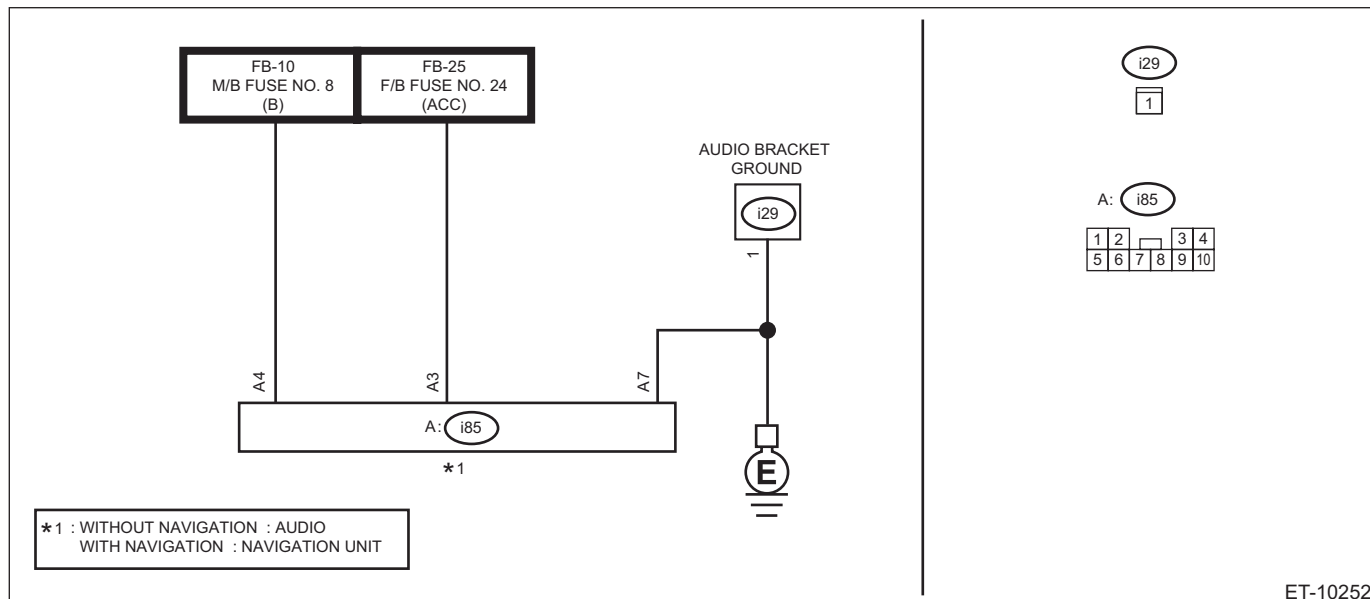 FB-10
M/B FUSE NO. 8
(B)
FB-25
F/B FUSE NO. 24
(ACC)
AUDIO BRACKET
GROUND
i29
1
A4
A3
A7
A: i85
*1
E
*1 : WITHOUT NAVIGATION : AUDIO
WITH NAVIGATION : NAVIGATION UNIT
i29
1
A: i85
1 2 3 4
5 6 7 8 9 10
ET-10252